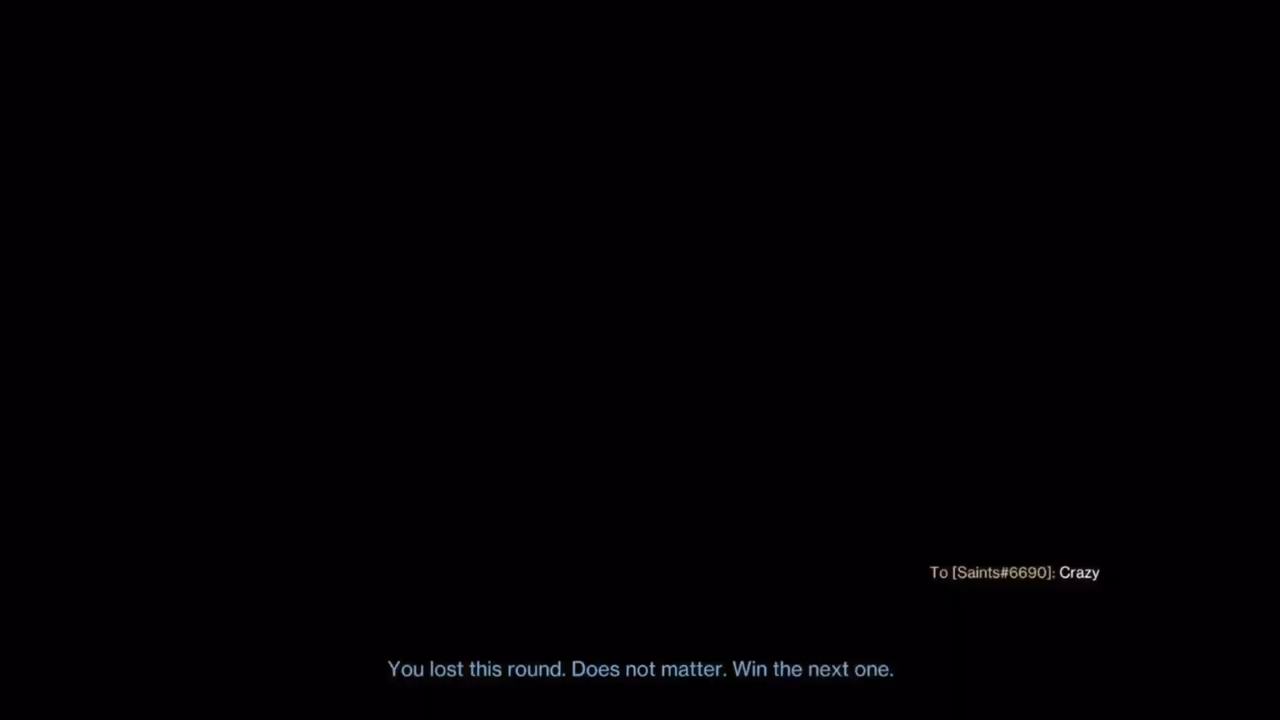 To [Saints#6690]: Crazy
You lost this round. Does not matter. Win the next one.